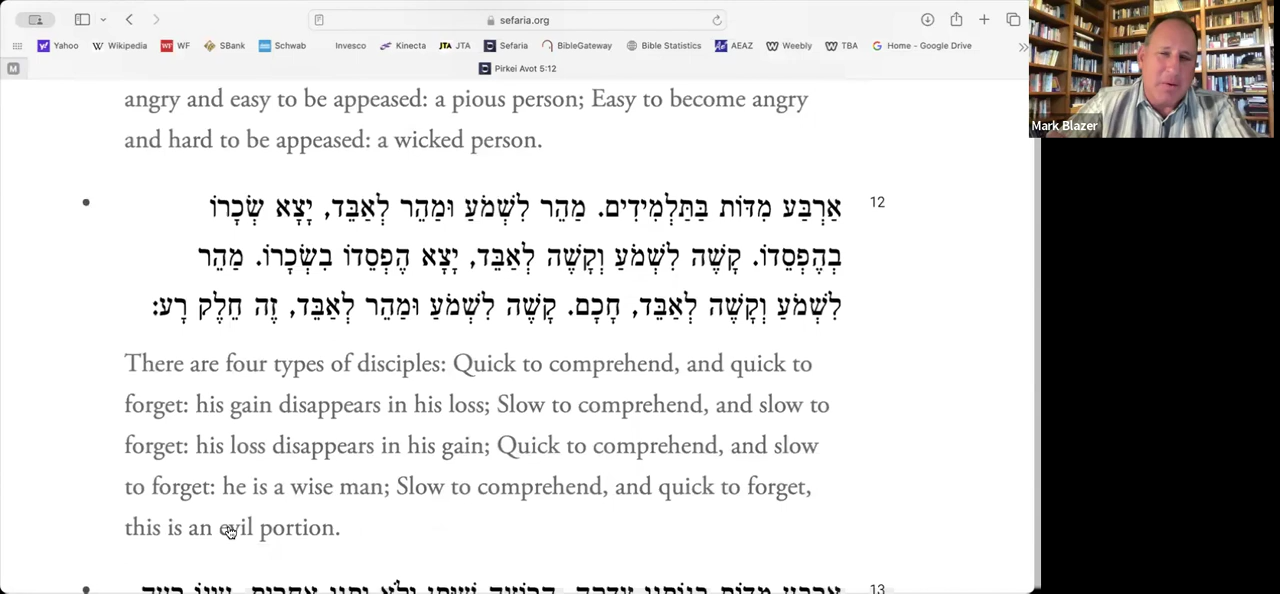 sefaria.org
Yahoo Wikipedia WF WF SBank Schwab Invesco Kinecta JTA JTA Sefaria BibleGateway Bible Statistics AEAZ Weebly TBA Home - Google Drive
M Pirkei Avot 5:12
Mark Blazer
angry and easy to be appeased: a pious person; Easy to become angry
and hard to be appeased: a wicked person.
12
אַרְבַּע מִדּוֹת בַּתַּלְמִידִים. מַהֵר לִשְׁמֹעַ וּמַהֵר לְאַבֵּד, יָצָא שְׂכָרוֹ
בְהֶפְסֵדוֹ. קָשֶׁה לִשְׁמֹעַ וְקָשֶׁה לְאַבֵּד, יָצָא הֶפְסֵדוֹ בִשְׂכָרוֹ. מַהֵר
לִשְׁמֹעַ וְקָשֶׁה לְאַבֵּד, חָכָם. קָשֶׁה לִשְׁמֹעַ וּמַהֵר לְאַבֵּד, זֶה חֵלֶק רָע:
There are four types of disciples: Quick to comprehend, and quick to
forget: his gain disappears in his loss; Slow to comprehend, and slow to
forget: his loss disappears in his gain; Quick to comprehend, and slow
to forget: he is a wise man; Slow to comprehend, and quick to forget,
this is an evil portion.
13